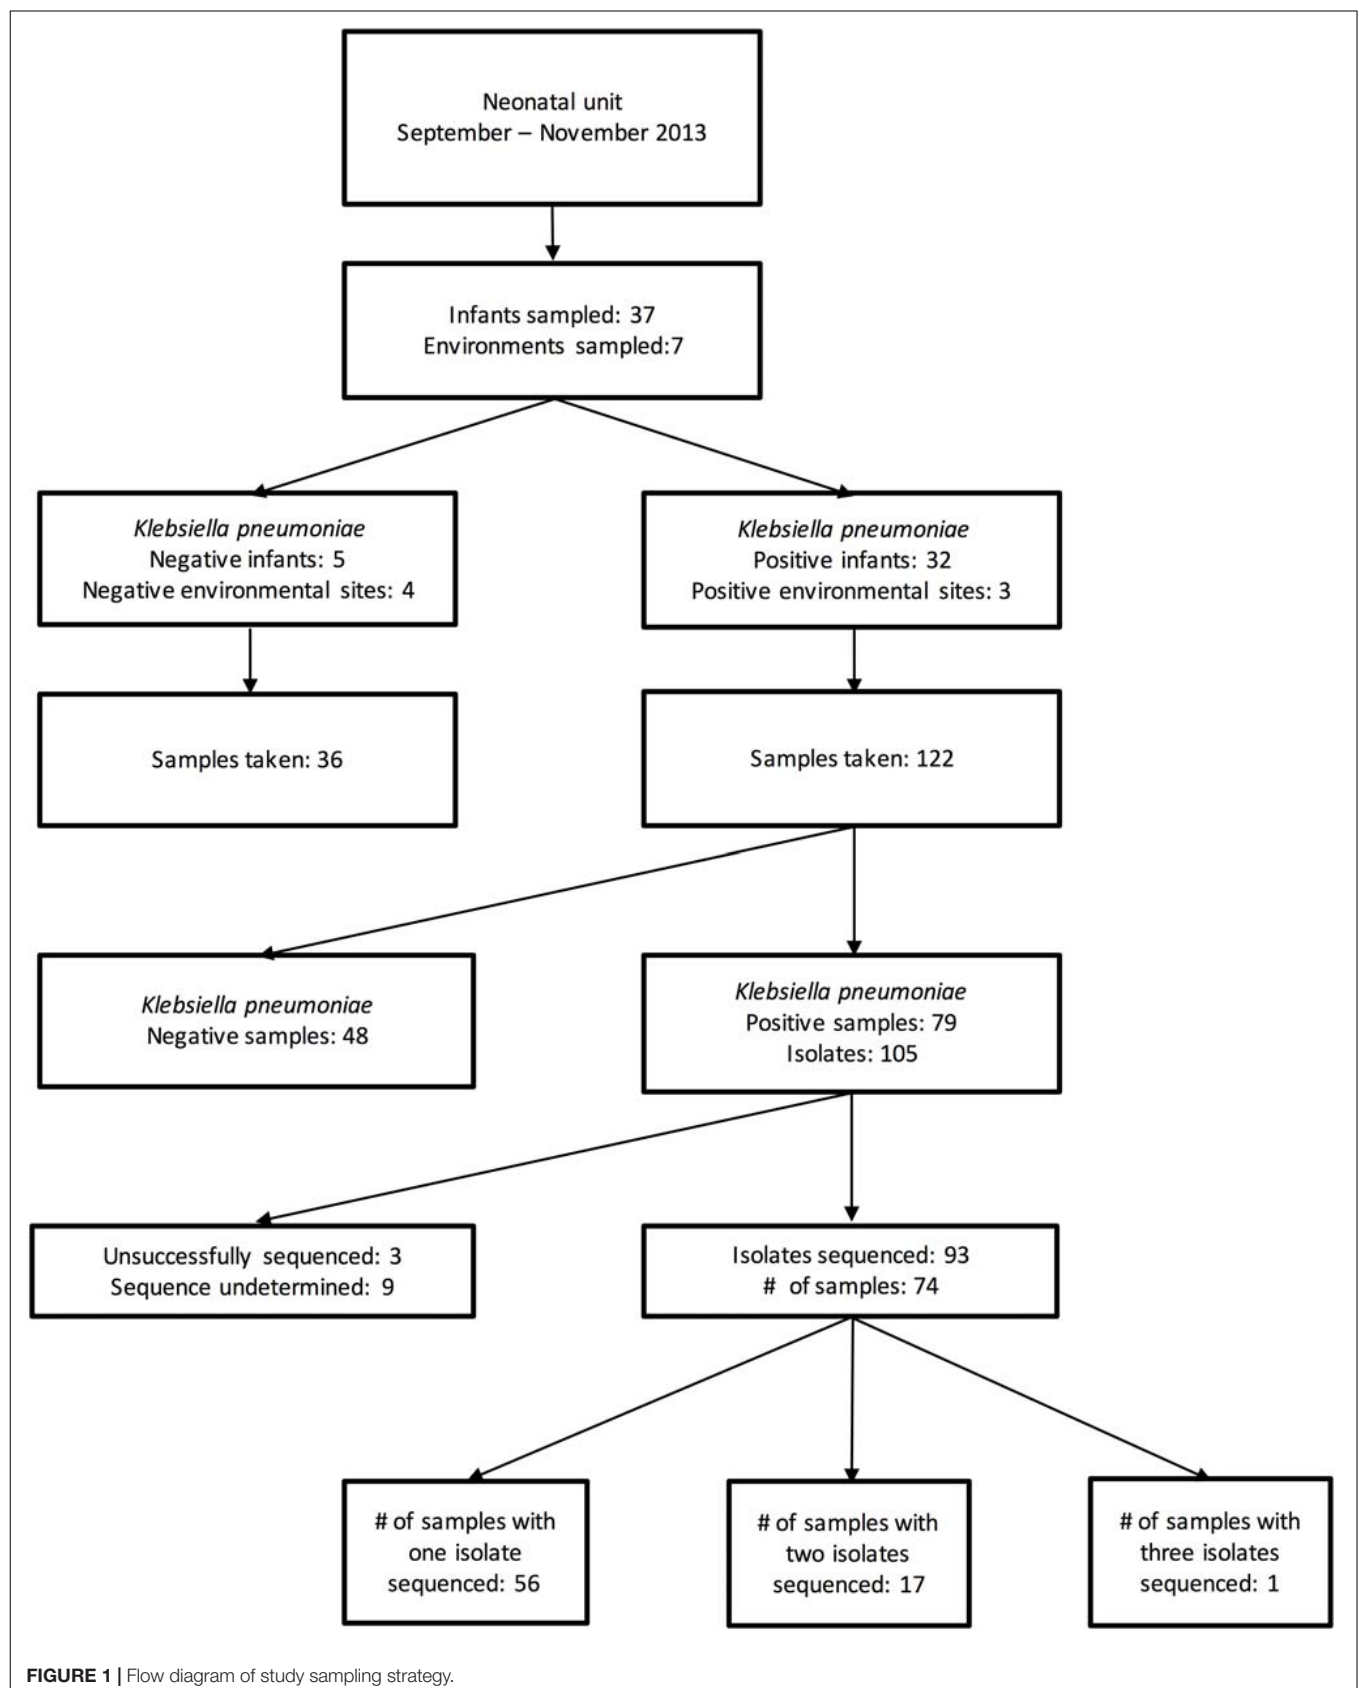 Neonatal unit
September – November 2013
Infants sampled: 37
Environments sampled:7
Klebsiella pneumoniae
Negative infants: 5
Negative environmental sites: 4
Klebsiella pneumoniae
Positive infants: 32
Positive environmental sites: 3
Samples taken: 36
Samples taken: 122
Klebsiella pneumoniae
Negative samples: 48
Klebsiella pneumoniae
Positive samples: 79
Isolates: 105
Unsuccessfully sequenced: 3
Sequence undetermined: 9
Isolates sequenced: 93
# of samples: 74
# of samples with
one isolate
sequenced: 56
# of samples with
two isolates
sequenced: 17
# of samples with
three isolates
sequenced: 1
FIGURE 1 | Flow diagram of study sampling strategy.